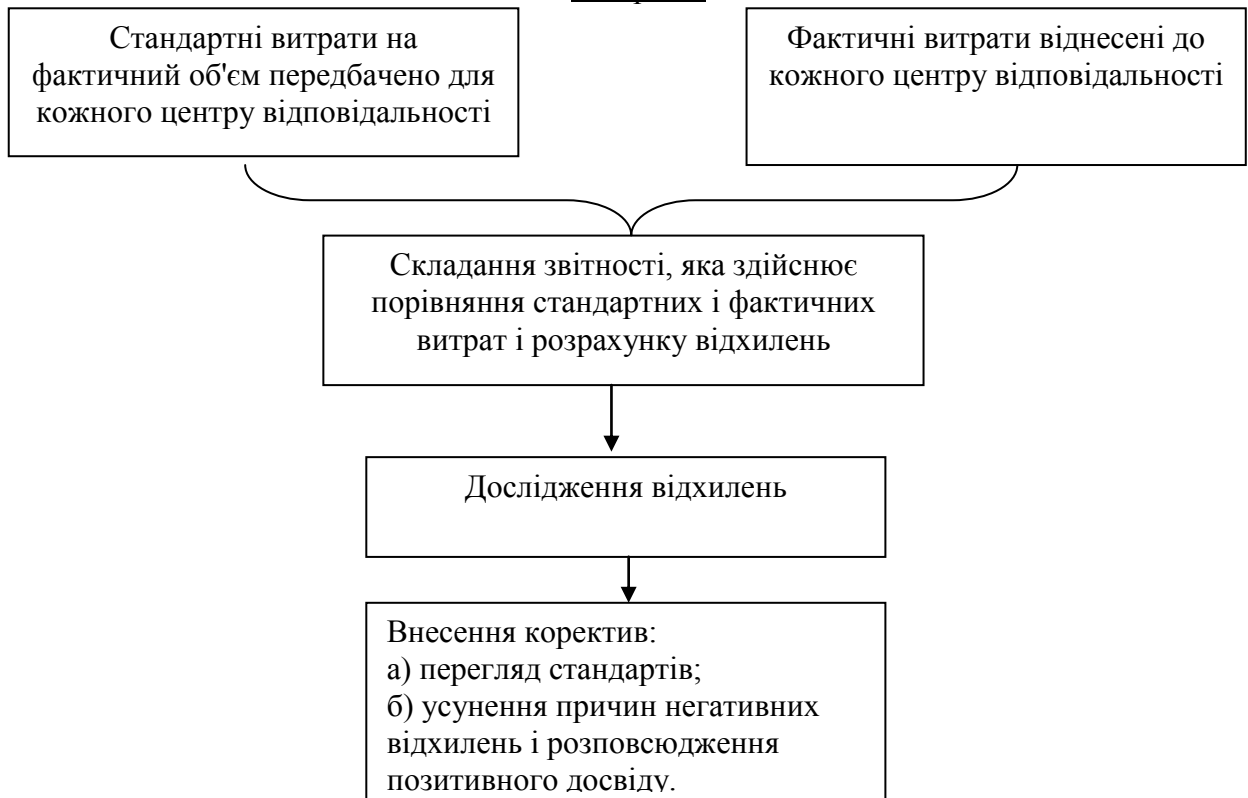 Стандартні витрати на
фактичний об'єм передбачено для
кожного центру відповідальності
Фактичні витрати віднесені до
кожного центру відповідальності
Складання звітності, яка здійснює
порівняння стандартних і фактичних
витрат і розрахунку відхилень
Дослідження відхилень
Внесення коректив:
а) перегляд стандартів;
б) усунення причин негативних
відхилень і розповсюдження
позитивного досвіду.